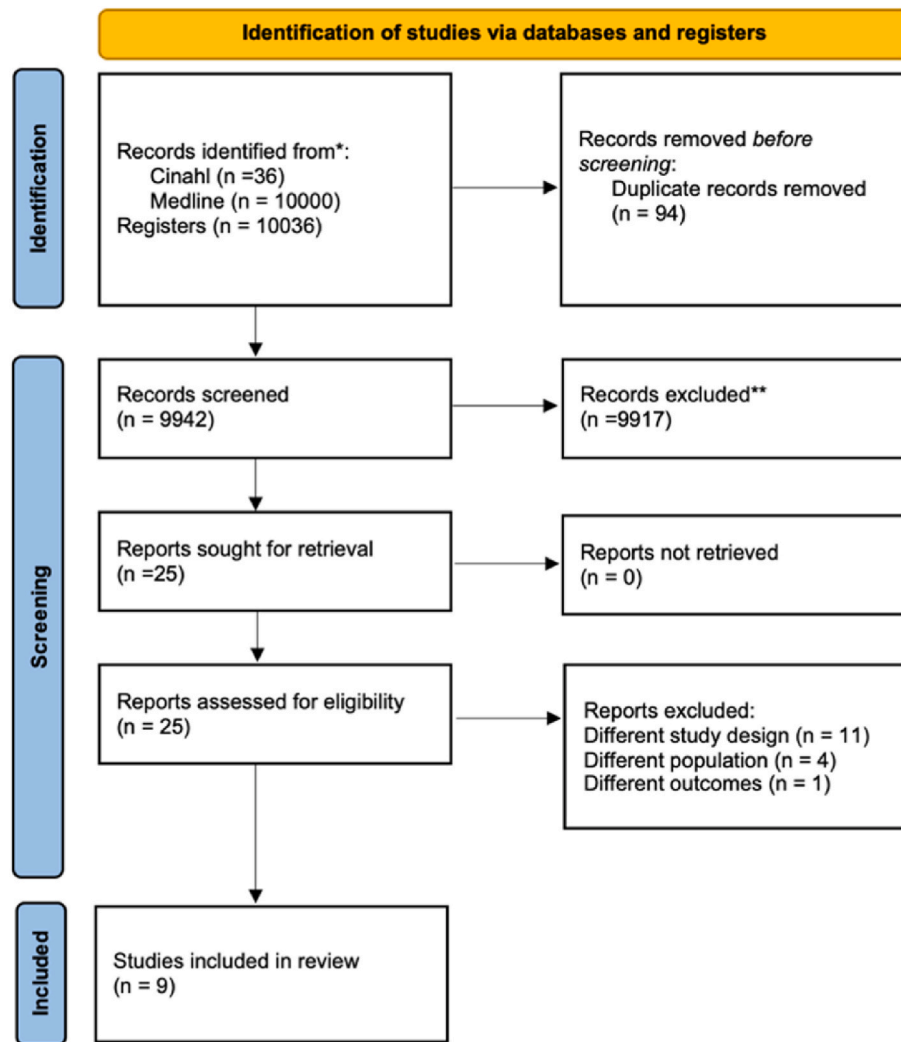 Identification of studies via databases and registers
Identification
Records identified from*:
Cinahl (n =36)
Medline (n = 10000)
Registers (n = 10036)
Records removed before
screening:
Duplicate records removed
(n = 94)
Screening
Records screened
(n = 9942)
Records excluded**
(n =9917)
Reports sought for retrieval
(n =25)
Reports not retrieved
(n = 0)
Reports assessed for eligibility
(n = 25)
Reports excluded:
Different study design (n = 11)
Different population (n = 4)
Different outcomes (n = 1)
Included
Studies included in review
(n = 9)